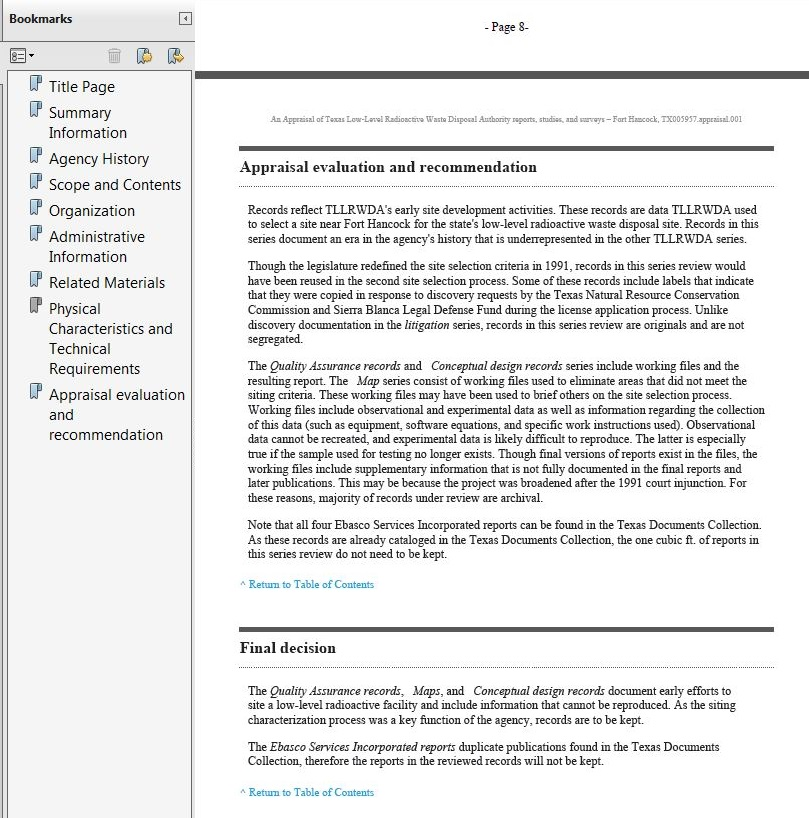 Bookmarks
Title Page
Summary
Information
Agency History
Scope and Contents
Organization
Administrative
Information
Related Materials
Physical
Characteristics and
Technical
Requirements
Appraisal evaluation
and
recommendation
- Page 8-
An Appraisal of Texas Low-Level Radioactive Waste Disposal Authority reports, studies, and surveys – Fort Hancock, TX005957.appraisal.001
Appraisal evaluation and recommendation
Records reflect TLLRWDA's early site development activities. These records are data TLLRWDA used
to select a site near Fort Hancock for the state's low-level radioactive waste disposal site. Records in this
series document an era in the agency's history that is underrepresented in the other TLLRWDA series.
Though the legislature redefined the site selection criteria in 1991, records in this series review would
have been reused in the second site selection process. Some of these records include labels that indicate
that they were copied in response to discovery requests by the Texas Natural Resource Conservation
Commission and Sierra Blanca Legal Defense Fund during the license application process. Unlike
discovery documentation in the litigation series, records in this series review are originals and are not
segregated.
The Quality Assurance records and Conceptual design records series include working files and the
resulting report. The Map series consist of working files used to eliminate areas that did not meet the
siting criteria. These working files may have been used to brief others on the site selection process.
Working files include observational and experimental data as well as information regarding the collection
of this data (such as equipment, software equations, and specific work instructions used). Observational
data cannot be recreated, and experimental data is likely difficult to reproduce. The latter is especially
true if the sample used for testing no longer exists. Though final versions of reports exist in the files, the
working files include supplementary information that is not fully documented in the final reports and
later publications. This may be because the project was broadened after the 1991 court injunction. For
these reasons, majority of records under review are archival.
Note that all four Ebasco Services Incorporated reports can be found in the Texas Documents Collection.
As these records are already cataloged in the Texas Documents Collection, the one cubic ft. of reports in
this series review do not need to be kept.
^ Return to Table of Contents
Final decision
The Quality Assurance records, Maps, and Conceptual design records document early efforts to
site a low-level radioactive facility and include information that cannot be reproduced. As the siting
characterization process was a key function of the agency, records are to be kept.
The Ebasco Services Incorporated reports duplicate publications found in the Texas Documents
Collection, therefore the reports in the reviewed records will not be kept.
^ Return to Table of Contents